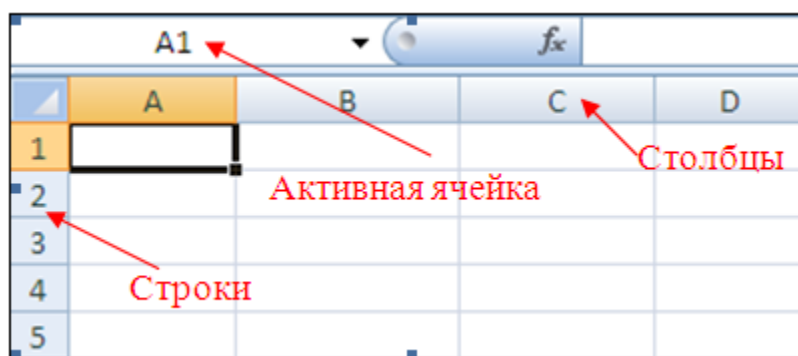 A1 fx
A B C D
1
Столбцы
2 Активная ячейка
3
4 Строки
5